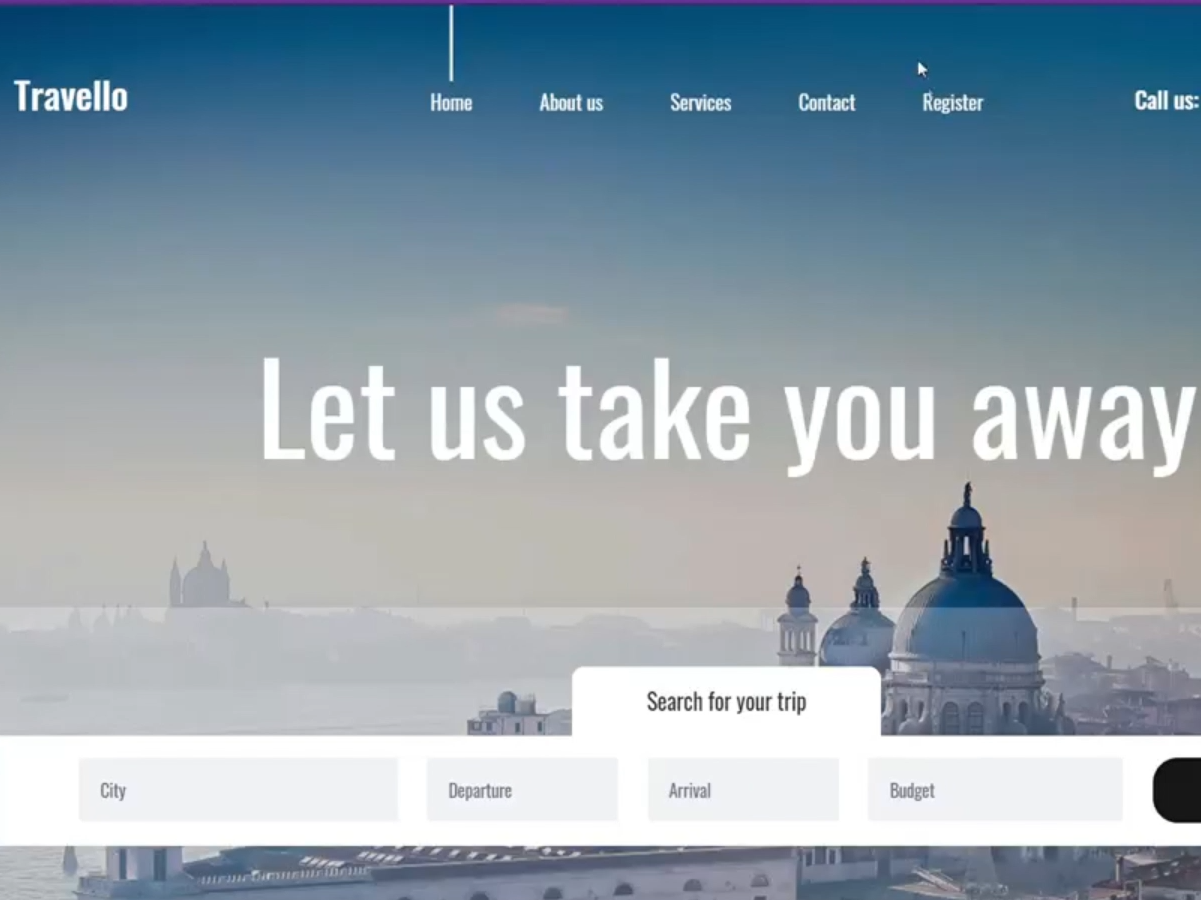 Travello
Home About us Services Contact Register
Call us:
Let us take you away
Search for your trip
City Departure Arrival Budget